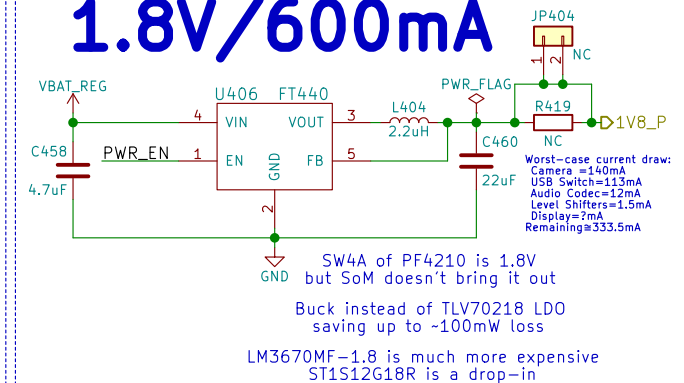 1.8V/600mA
JP404
1 2 NC
VBAT_REG
PWR_FLAG
U406 FT440
4 VIN VOUT 3
L404
2.2uH
R419
NC
1V8_P
C458
4.7uF
PWR_EN
1 EN FB 5
GND
2
C460
22uF
Worst-case current draw:
Camera =140mA
USB Switch=113mA
Audio Codec=12mA
Level Shifters=1.5mA
Display=?mA
Remaining≅333.5mA
GND
SW4A of PF4210 is 1.8V
but SoM doesn't bring it out
Buck instead of TLV70218 LDO
saving up to ~100mW loss
LM3670MF-1.8 is much more expensive
ST1S12G18R is a drop-in